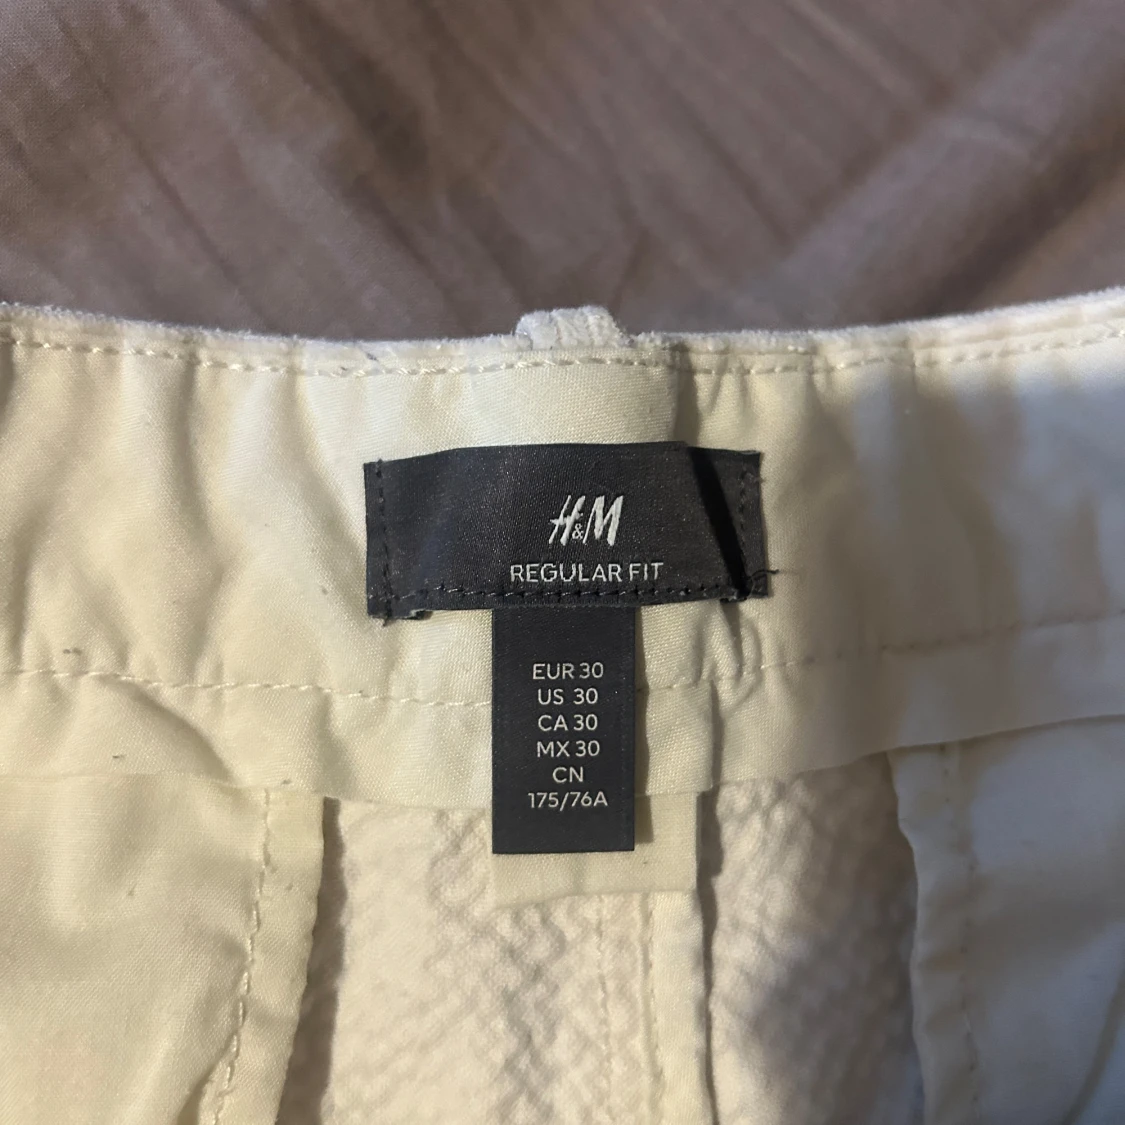 H&M
REGULAR FIT
EUR 30
US 30
CA 30
MX 30
CN
175/76A